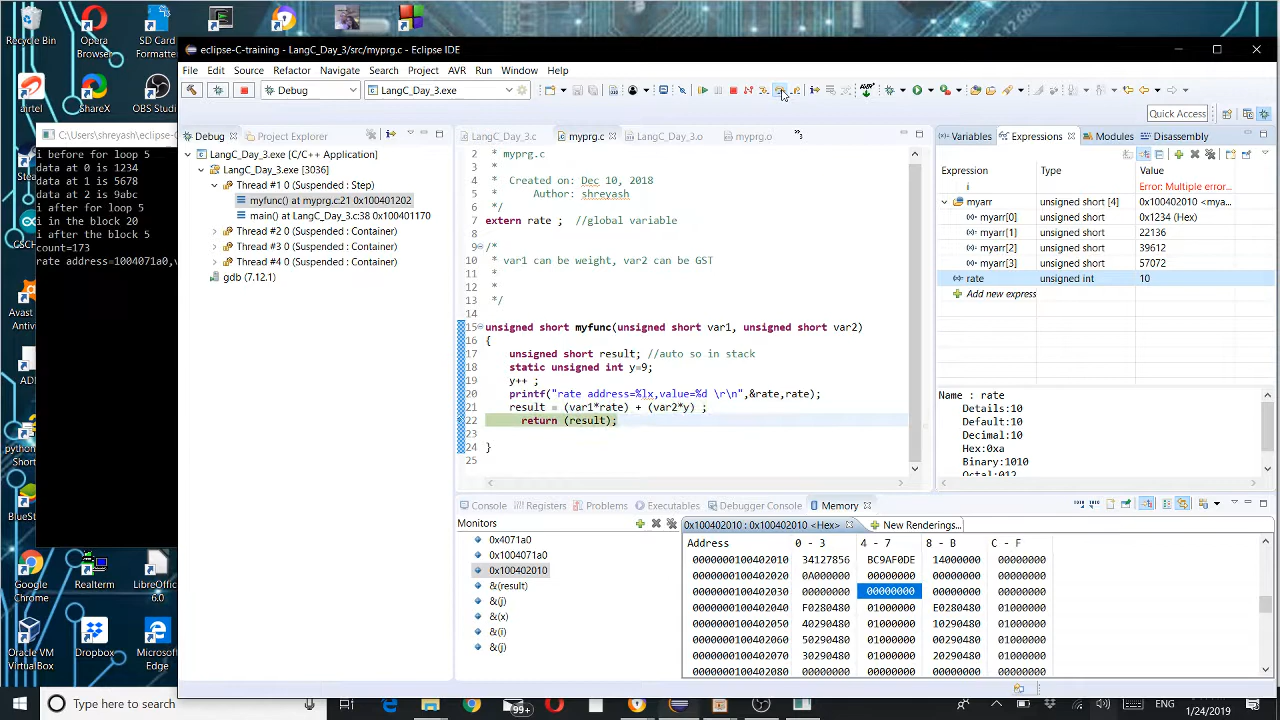 Recycle Bin
Opera Browser
SD Card Formatter
airtel
ShareX
OBS Studio
eclipse-C-training - LangC_Day_3/src/myprg.c - Eclipse IDE
File Edit Source Refactor Navigate Search Project AVR Run Window Help
Debug
LangC_Day_3.exe
Quick Access
C:\Users\shreyash\eclipse-C
i before for loop 5
data at 0 is 1234
data at 1 is 5678
data at 2 is 9abc
i after for loop 5
i in the block 20
i after the block 5
count=173
rate address=1004071a0,v
Debug
Project Explorer
LangC_Day_3.exe [C/C++ Application]
LangC_Day_3.exe [3036]
Thread #1 0 (Suspended : Step)
myfunc() at myprg.c:21 0x100401202
main() at LangC_Day_3.c:38 0x100401170
Thread #2 0 (Suspended : Container)
Thread #3 0 (Suspended : Container)
Thread #4 0 (Suspended : Container)
gdb (7.12.1)
LangC_Day_3.c
myprg.c
LangC_Day_3.o
myprg.o
2 * myprg.c
3 *
4 * Created on: Dec 10, 2018
5 * Author: shreyash
6 */
7 extern rate ; //global variable
8
9 /*
10 * var1 can be weight, var2 can be GST
11 *
12 *
13 */
14
15 unsigned short myfunc(unsigned short var1, unsigned short var2)
16 {
17 unsigned short result; //auto so in stack
18 static unsigned int y=9;
19 y++ ;
20 printf("rate address=%lx,value=%d \r\n",&rate,rate);
21 result = (var1*rate) + (var2*y) ;
22 return (result);
23
24 }
25
Variables
Expressions
Modules
Disassembly
Expression Type Value
i Error: Multiple error...
myarr unsigned short [4] 0x100402010 <mya...
myarr[0] unsigned short 0x1234 (Hex)
myarr[1] unsigned short 22136
myarr[2] unsigned short 39612
myarr[3] unsigned short 57072
rate unsigned int 10
Add new express
Name : rate
Details:10
Default:10
Decimal:10
Hex:0xa
Binary:1010
Octal:012
Console
Registers
Problems
Executables
Debugger Console
Memory
Monitors
0x4071a0
0x1004071a0
0x100402010
&(result)
&(j)
&(x)
&(i)
&(j)
0x100402010 : 0x100402010 <Hex>
New Renderings...
Address 0 - 3 4 - 7 8 - B C - F
0000000100402010 34127856 BC9AF0DE 14000000 00000000
0000000100402020 0A000000 00000000 00000000 00000000
0000000100402030 00000000 00000000 00000000 00000000
0000000100402040 F0280480 01000000 E0280480 01000000
0000000100402050 40290480 01000000 10290480 01000000
0000000100402060 50290480 01000000 00290480 01000000
0000000100402070 30290480 01000000 20290480 01000000
0000000100402080 00000000 00000000 00000000 00000000
Google Chrome
Realterm
LibreOffice 6.0
Oracle VM VirtualBox
Dropbox
Microsoft Edge
Type here to search
99+
1/24/2019